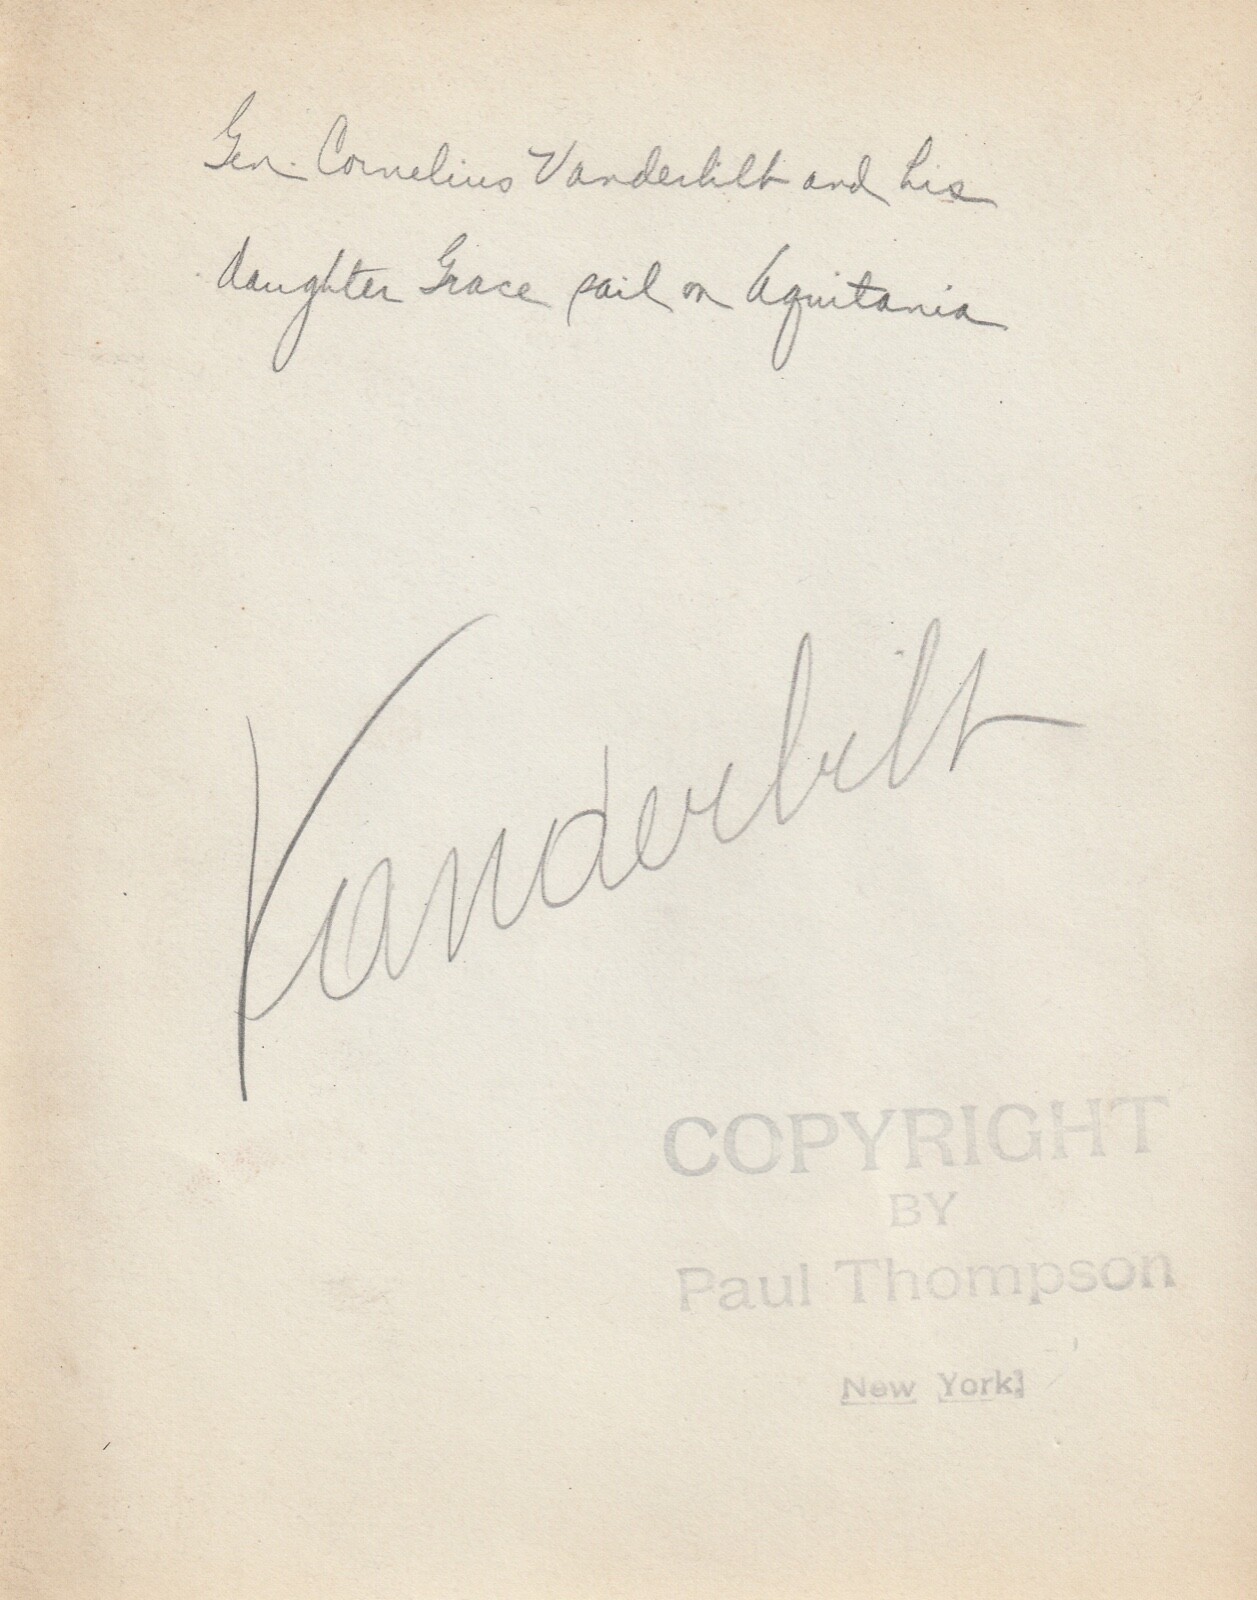 Gen. Cornelius Vanderbilt and his
daughter Grace sail on Aquitania
Vanderbilt
COPYRIGHT
BY
Paul Thompson
New York